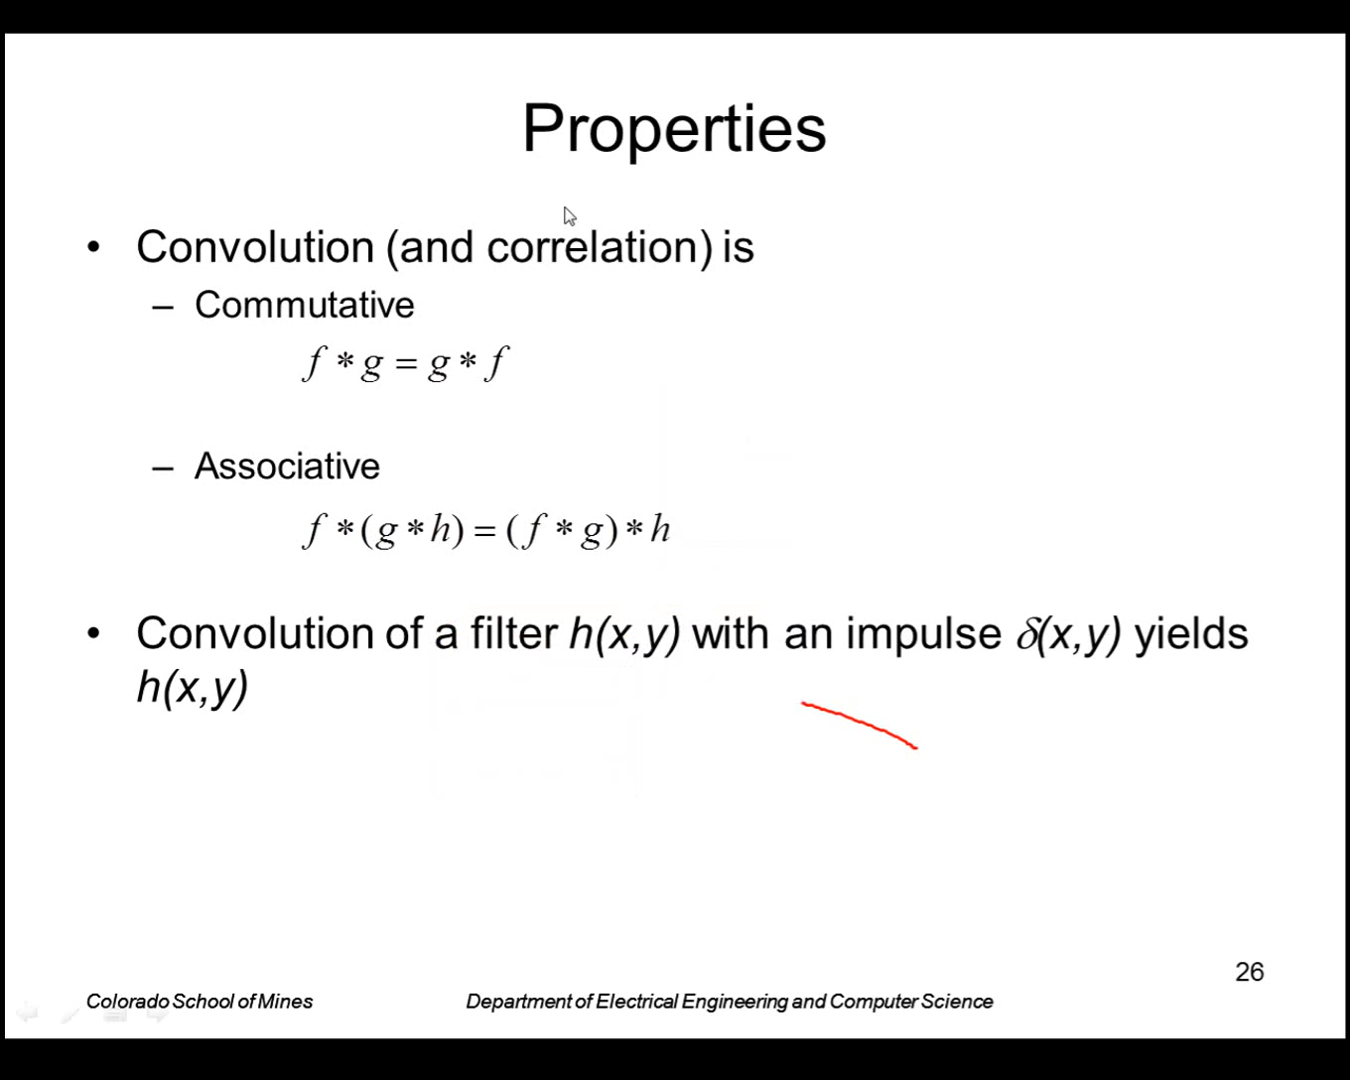 Properties
• Convolution (and correlation) is
– Commutative
f * g = g * f
– Associative
f * (g * h) = (f * g) * h
• Convolution of a filter h(x,y) with an impulse δ(x,y) yields
h(x,y)
26
Colorado School of Mines Department of Electrical Engineering and Computer Science